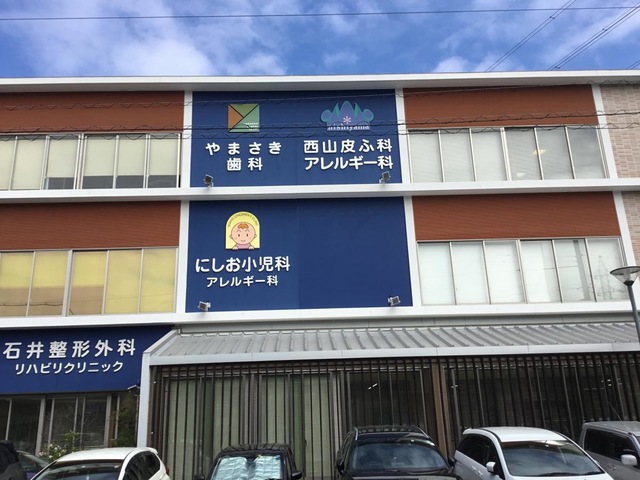 やまさき
歯科
西山皮ふ科
アレルギー科
にしお小児科
アレルギー科
石井整形外科
リハビリクリニック